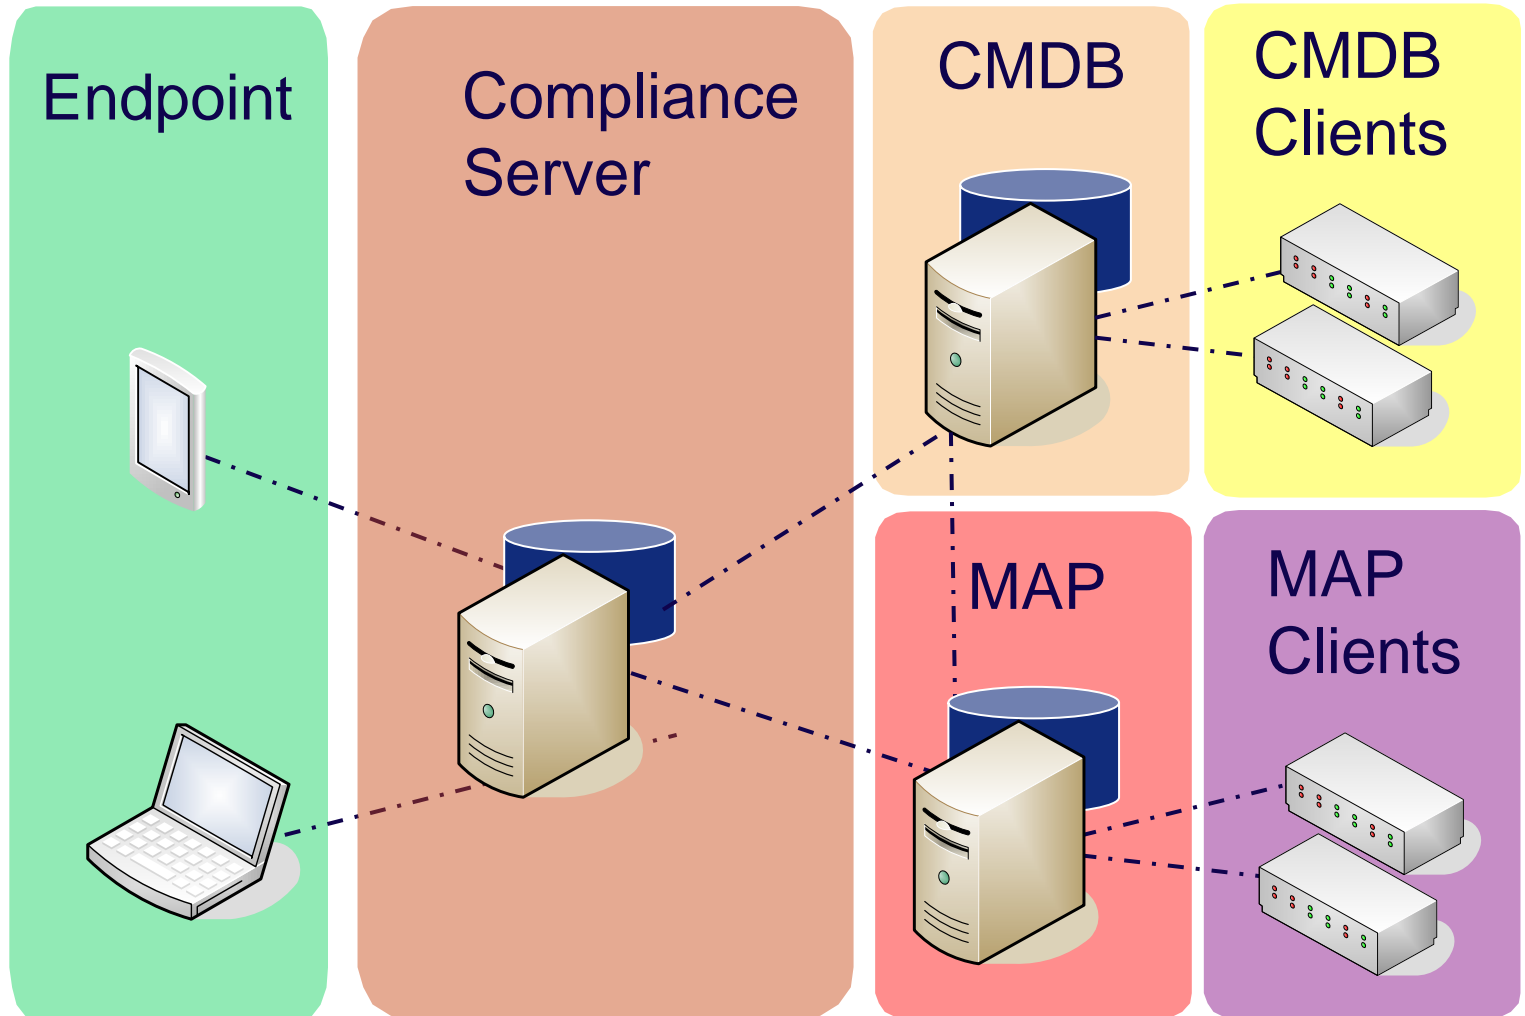 Endpoint
Compliance
Server
CMDB
CMDB
Clients
MAP
MAP
Clients